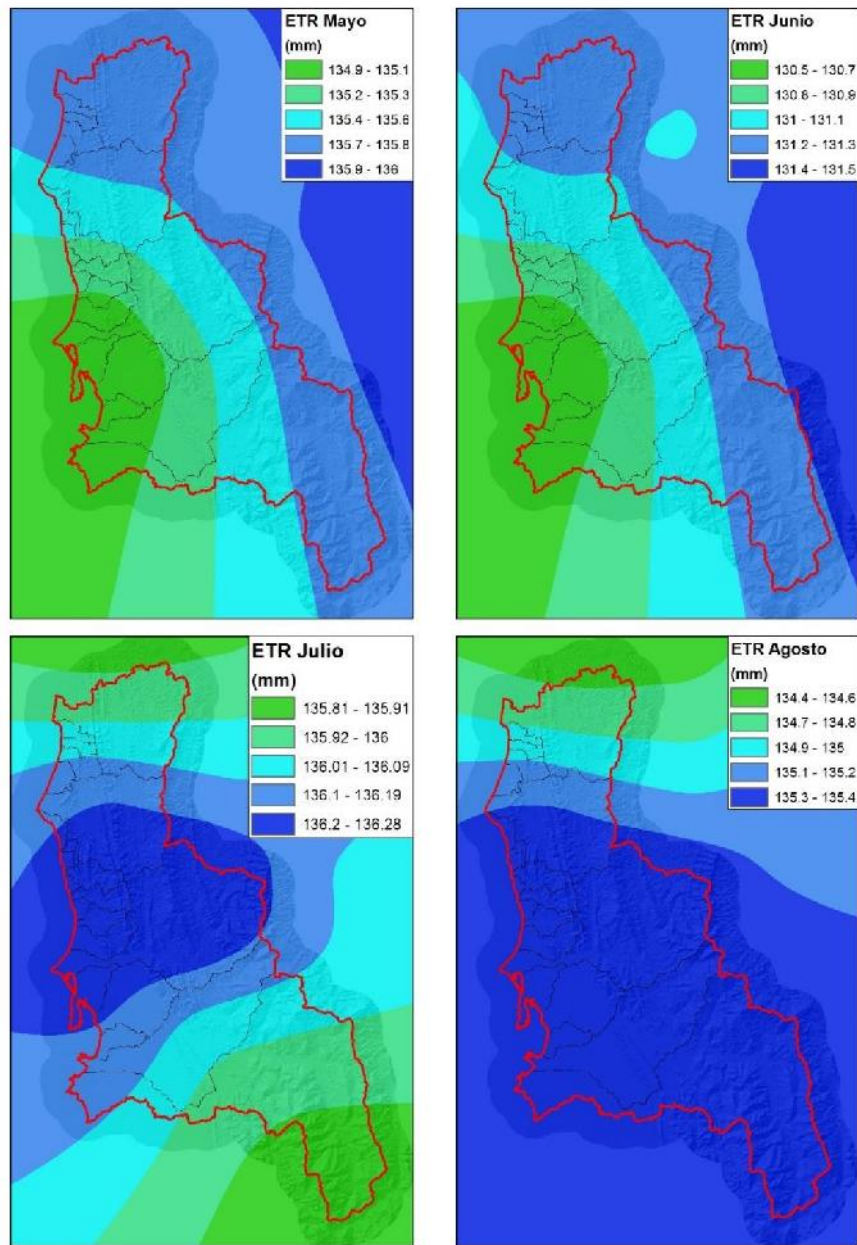 ETR Mayo
(mm)
134.9 - 135.1
135.2 - 135.3
135.4 - 135.6
135.7 - 135.8
135.9 - 136
ETR Junio
(mm)
130.5 - 130.7
130.8 - 130.9
131 - 131.1
131.2 - 131.3
131.4 - 131.5
ETR Julio
(mm)
135.81 - 135.91
135.92 - 136
136.01 - 136.09
136.1 - 136.19
136.2 - 136.28
ETR Agosto
(mm)
134.4 - 134.6
134.7 - 134.8
134.9 - 135
135.1 - 135.2
135.3 - 135.4